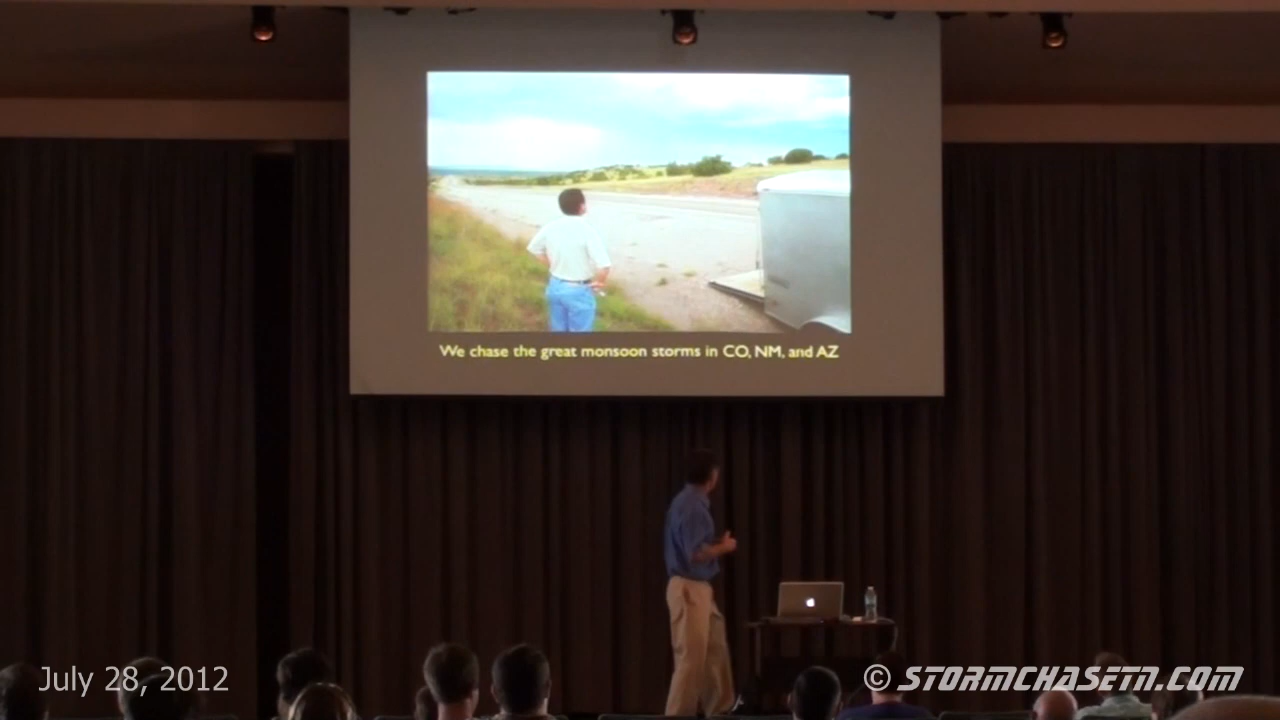 We chase the great monsoon storms in CO, NM, and AZ
July 28, 2012
© STORMCHASETN.COM